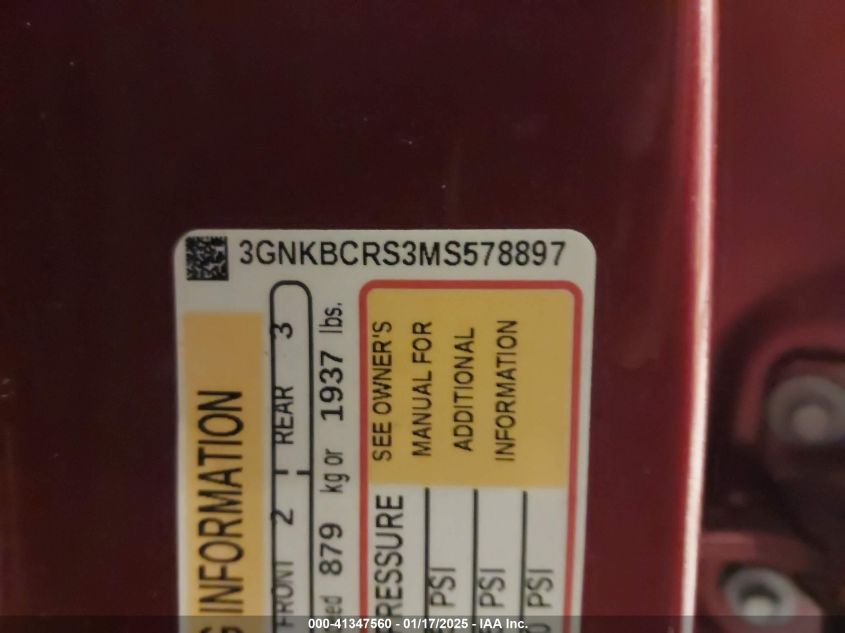 3GNKBCRS3MS578897
G INFORMATION
FRONT 2 REAR 3
879 kg or 1937 lbs.
PRESSURE
SEE OWNER'S
MANUAL FOR
ADDITIONAL
INFORMATION
PSI
PSI
PSI
000-41347560 - 01/17/2025 - IAA Inc.